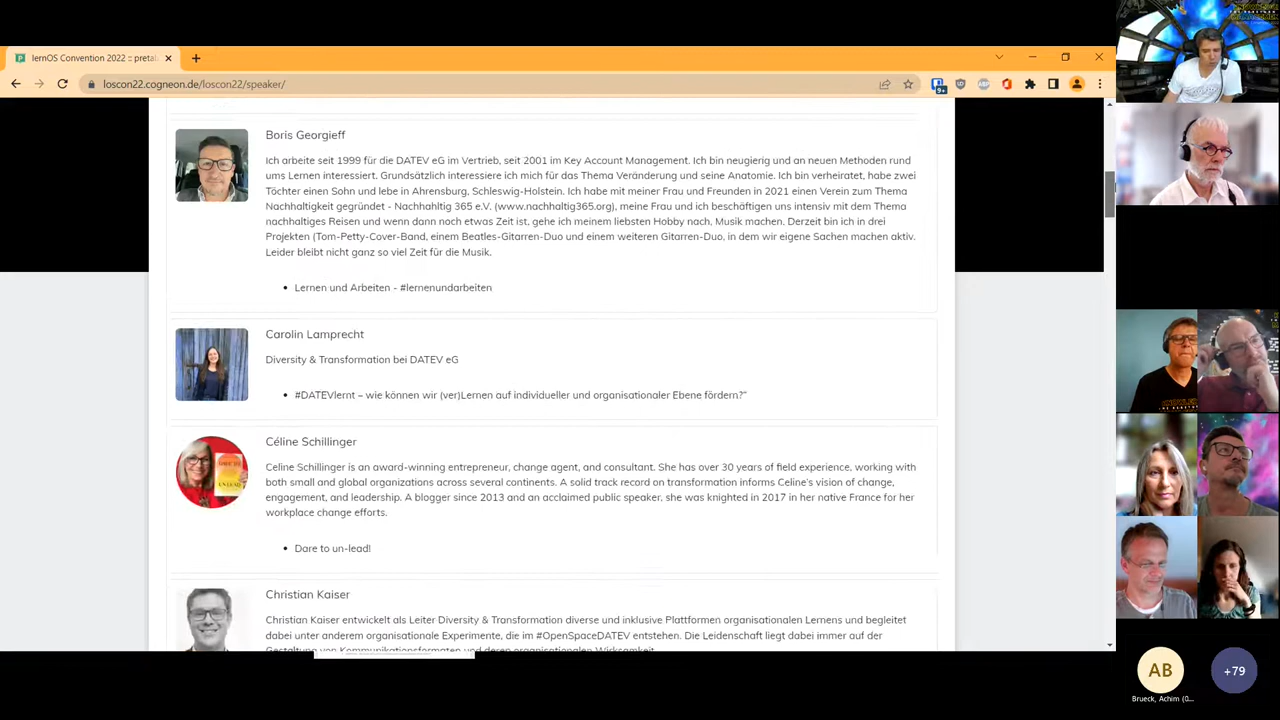 lernOS Convention 2022 :: preta
loscon22.cogneon.de/loscon22/speaker/
9+
Boris Georgieff
Ich arbeite seit 1999 für die DATEV eG im Vertrieb, seit 2001 im Key Account Management. Ich bin neugierig und an neuen Methoden rund
ums Lernen interessiert. Grundsätzlich interessiere ich mich für das Thema Veränderung und seine Anatomie. Ich bin verheiratet, habe zwei
Töchter einen Sohn und lebe in Ahrensburg, Schleswig-Holstein. Ich habe mit meiner Frau und Freunden in 2021 einen Verein zum Thema
Nachhaltigkeit gegründet - Nachhahltig 365 e.V. (www.nachhaltig365.org), meine Frau und ich beschäftigen uns intensiv mit dem Thema
nachhaltiges Reisen und wenn dann noch etwas Zeit ist, gehe ich meinem liebsten Hobby nach, Musik machen. Derzeit bin ich in drei
Projekten (Tom-Petty-Cover-Band, einem Beatles-Gitarren-Duo und einem weiteren Gitarren-Duo, in dem wir eigene Sachen machen aktiv.
Leider bleibt nicht ganz so viel Zeit für die Musik.
• Lernen und Arbeiten - #lernenundarbeiten
Carolin Lamprecht
Diversity & Transformation bei DATEV eG
• #DATEVlernt – wie können wir (ver)Lernen auf individueller und organisationaler Ebene fördern?"
Céline Schillinger
Celine Schillinger is an award-winning entrepreneur, change agent, and consultant. She has over 30 years of field experience, working with
both small and global organizations across several continents. A solid track record on transformation informs Celine's vision of change,
engagement, and leadership. A blogger since 2013 and an acclaimed public speaker, she was knighted in 2017 in her native France for her
workplace change efforts.
• Dare to un-lead!
Christian Kaiser
Christian Kaiser entwickelt als Leiter Diversity & Transformation diverse und inklusive Plattformen organisationalen Lernens und begleitet
dabei unter anderem organisationale Experimente, die im #OpenSpaceDATEV entstehen. Die Leidenschaft liegt dabei immer auf der
Gestaltung von Kommunikationsformaten und deren organisationalen Wirksamkeit.
AB
+79
Brueck, Achim (0...